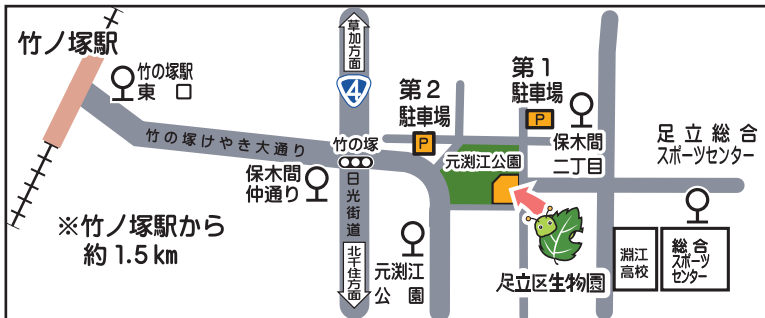 竹ノ塚駅
竹の塚駅
東口
草加方面
4
第2
駐車場
P
第1
駐車場
P
保木間
二丁目
足立総合
スポーツセンター
竹の塚けやき大通り
竹の塚
元渕江公園
保木間
仲通り
日光街道
※竹ノ塚駅から
約1.5km
北千住方面
元渕江
公園
足立区生物園
淵江
高校
総合
スポーツ
センター